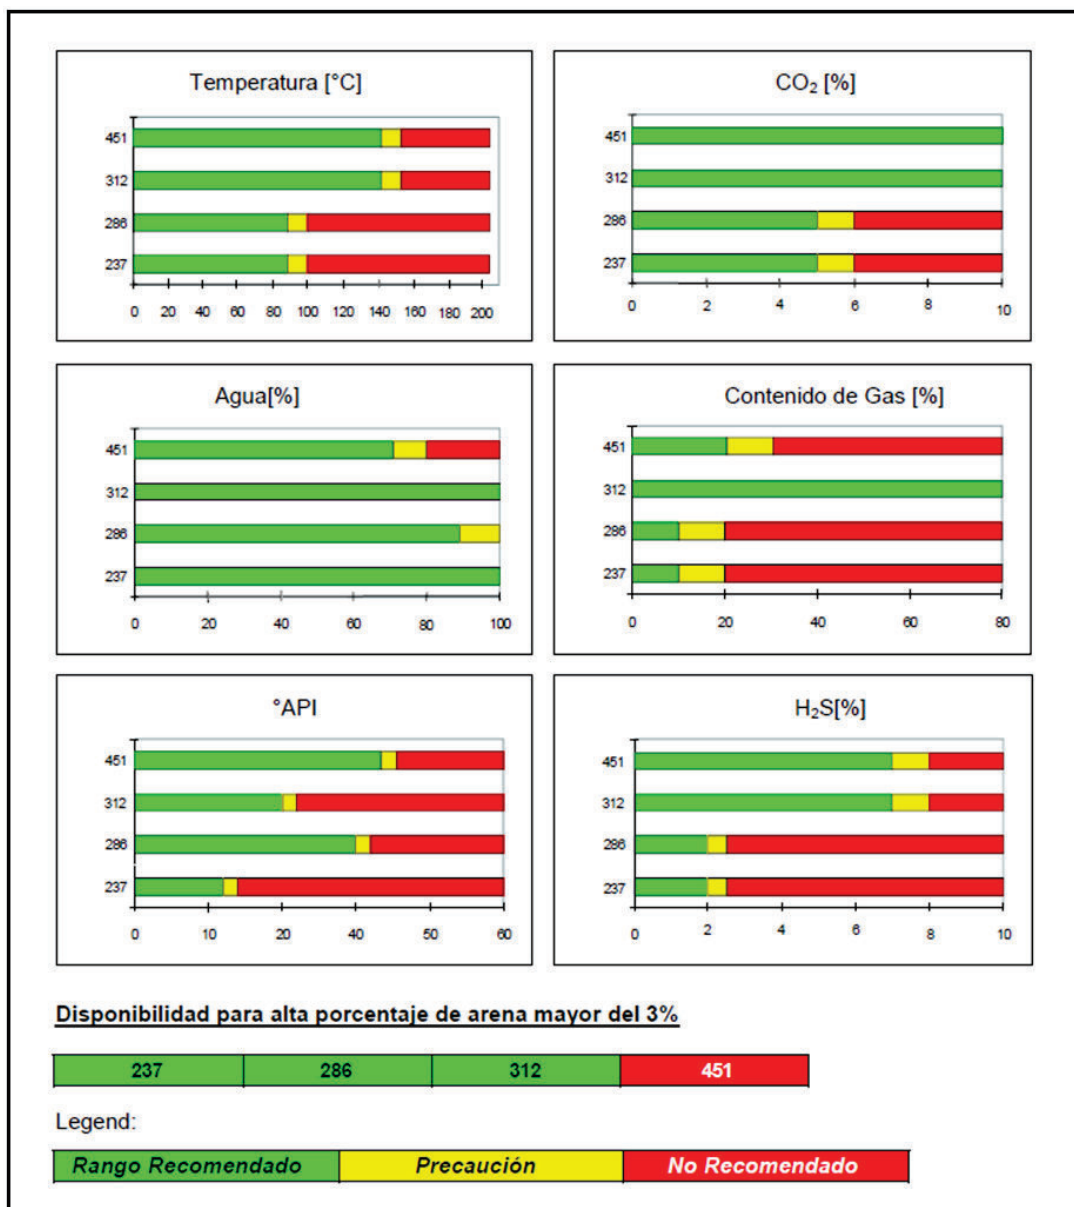 Temperatura [°C]
451
312
286
237
0 20 40 60 80 100 120 140 160 180 200
CO₂ [%]
451
312
286
237
0 2 4 6 8 10
Agua[%]
451
312
286
237
0 20 40 60 80 100
Contenido de Gas [%]
451
312
286
237
0 20 40 60 80
°API
451
312
286
237
0 10 20 40 50 60
H₂S[%]
451
312
286
237
0 2 4 6 8 10
Disponibilidad para alta porcentaje de arena mayor del 3%
237 286 312 451
Legend:
Rango Recomendado Precaución No Recomendado